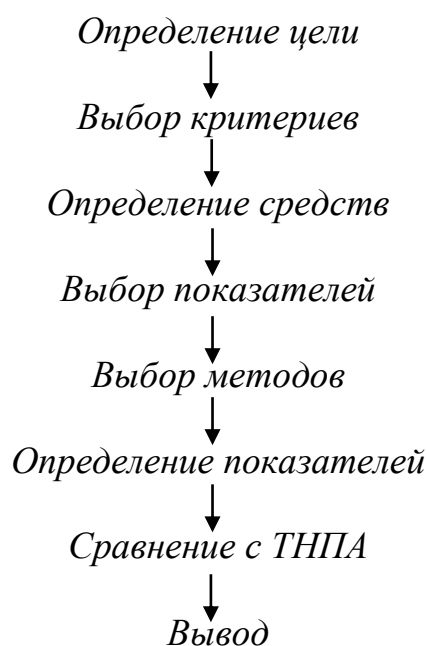 Определение цели
Выбор критериев
Определение средств
Выбор показателей
Выбор методов
Определение показателей
Сравнение с ТНПА
Вывод